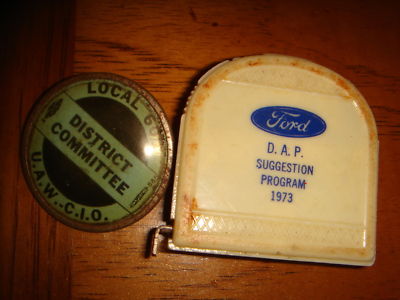 LOCAL
DISTRICT
COMMITTEE
U.A.W.-C.I.O.
Ford
D. A. P.
SUGGESTION
PROGRAM
1973